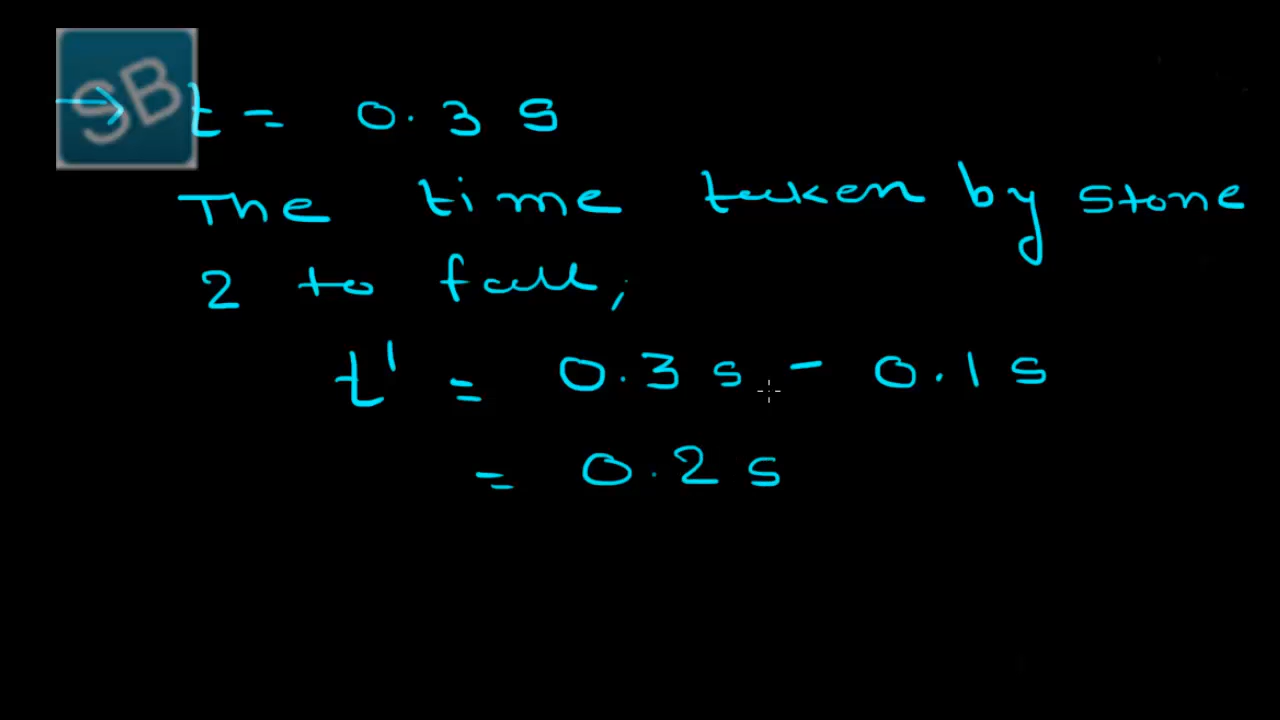 SB
→ t = 0.3 s
The time taken by stone
2 to fall,
t' = 0.3 s - 0.1 s
= 0.2 s